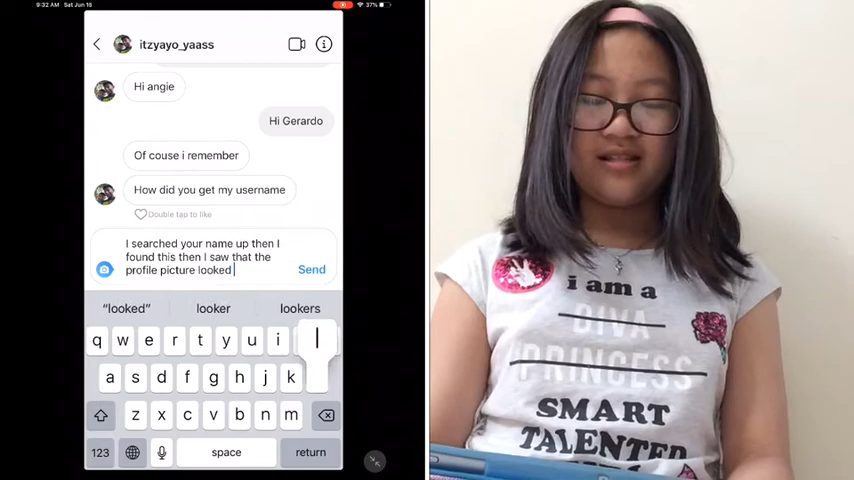 9:32 AM Sat Jun 16
37%
itzyayo_yaass
Hi angie
Hi Gerardo
Of couse i remember
How did you get my username
Double tap to like
I searched your name up then I
found this then I saw that the
profile picture looked
Send
"looked" looker lookers
q w e r t y u i l
a s d f g h j k
z x c v b n m
123 space return
i am a
DIVA
PRINCESS
SMART
TALENTED